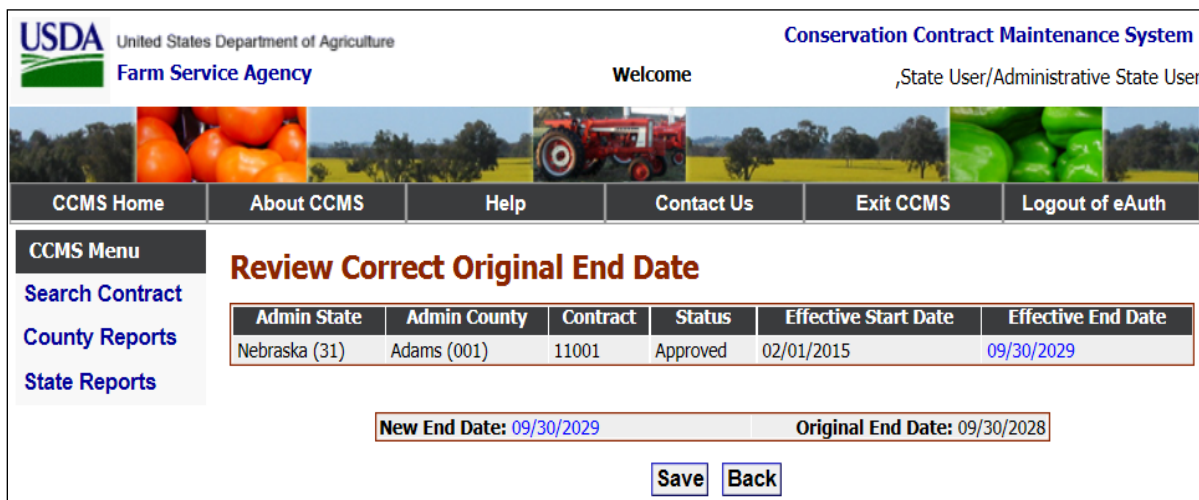 USDA United States Department of Agriculture
Farm Service Agency
Conservation Contract Maintenance System
Welcome ,State User/Administrative State User
CCMS Home About CCMS Help Contact Us Exit CCMS Logout of eAuth
CCMS Menu
Search Contract
County Reports
State Reports
Review Correct Original End Date
Admin State Admin County Contract Status Effective Start Date Effective End Date
Nebraska (31) Adams (001) 11001 Approved 02/01/2015 09/30/2029
New End Date: 09/30/2029 Original End Date: 09/30/2028
Save Back